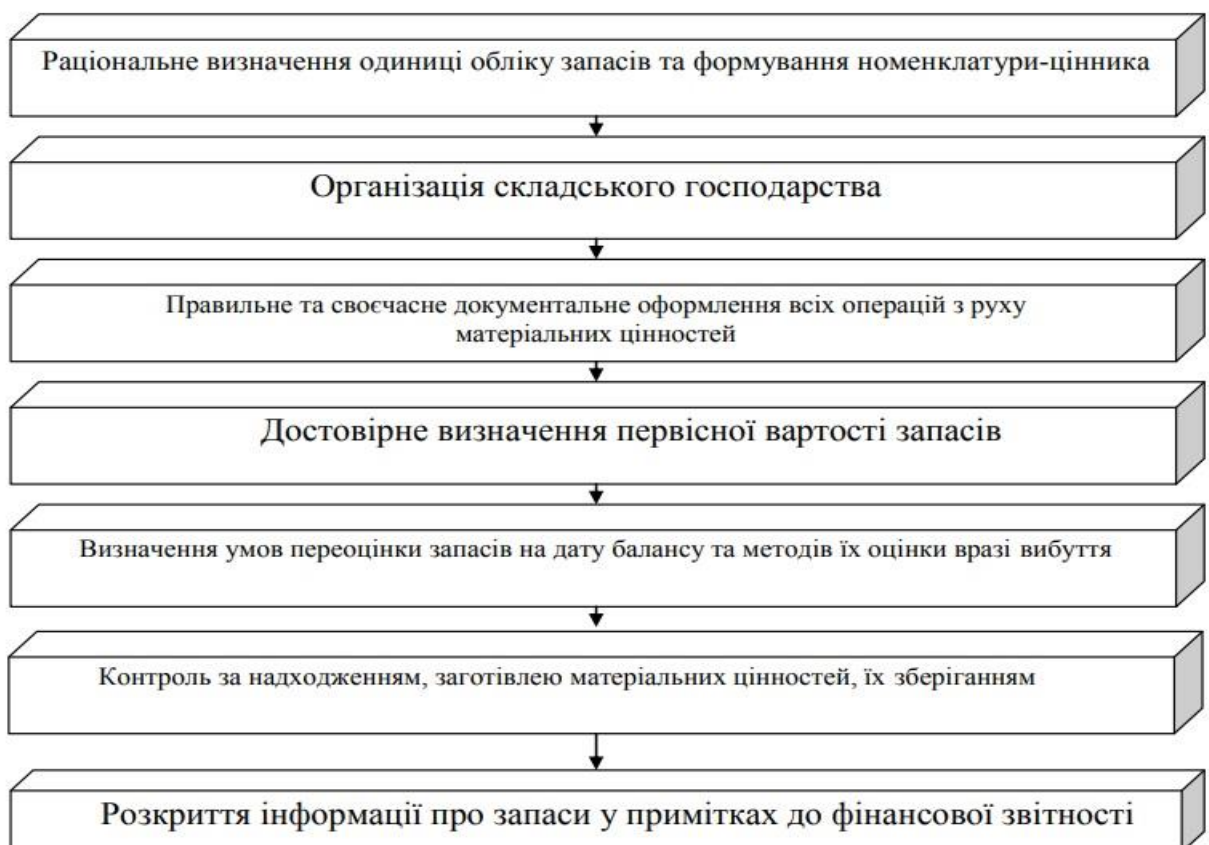 Раціональне визначення одиниці обліку запасів та формування номенклатури-цінника
Організація складського господарства
Правильне та своєчасне документальне оформлення всіх операцій з руху
матеріальних цінностей
Достовірне визначення первісної вартості запасів
Визначення умов переоцінки запасів на дату балансу та методів їх оцінки вразі вибуття
Контроль за надходженням, заготівлею матеріальних цінностей, їх зберіганням
Розкриття інформації про запаси у примітках до фінансової звітності